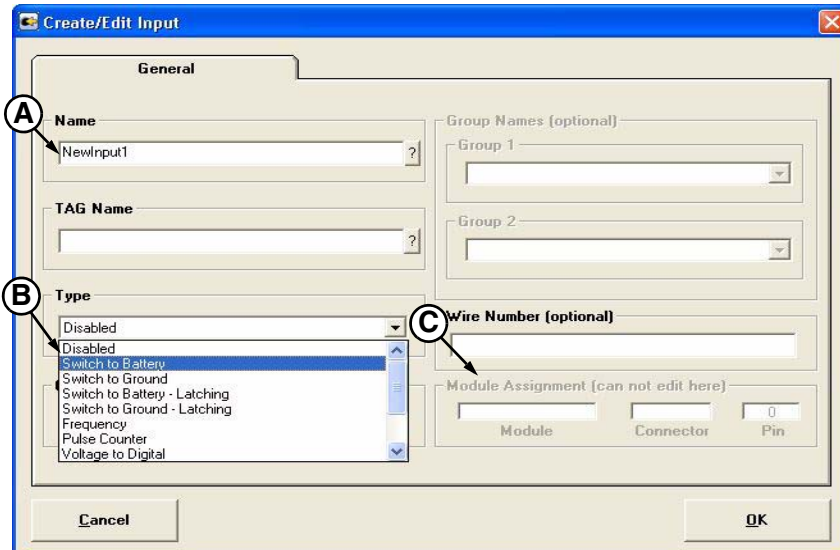 Create/Edit Input
General
A
Name
NewInput1
?
TAG Name
?
B
Type
Disabled
Disabled
Switch to Battery
Switch to Ground
Switch to Battery - Latching
Switch to Ground - Latching
Frequency
Pulse Counter
Voltage to Digital
Group Names (optional)
Group 1
Group 2
C
Wire Number (optional)
Module Assignment (can not edit here)
0
Module Connector Pin
Cancel
OK